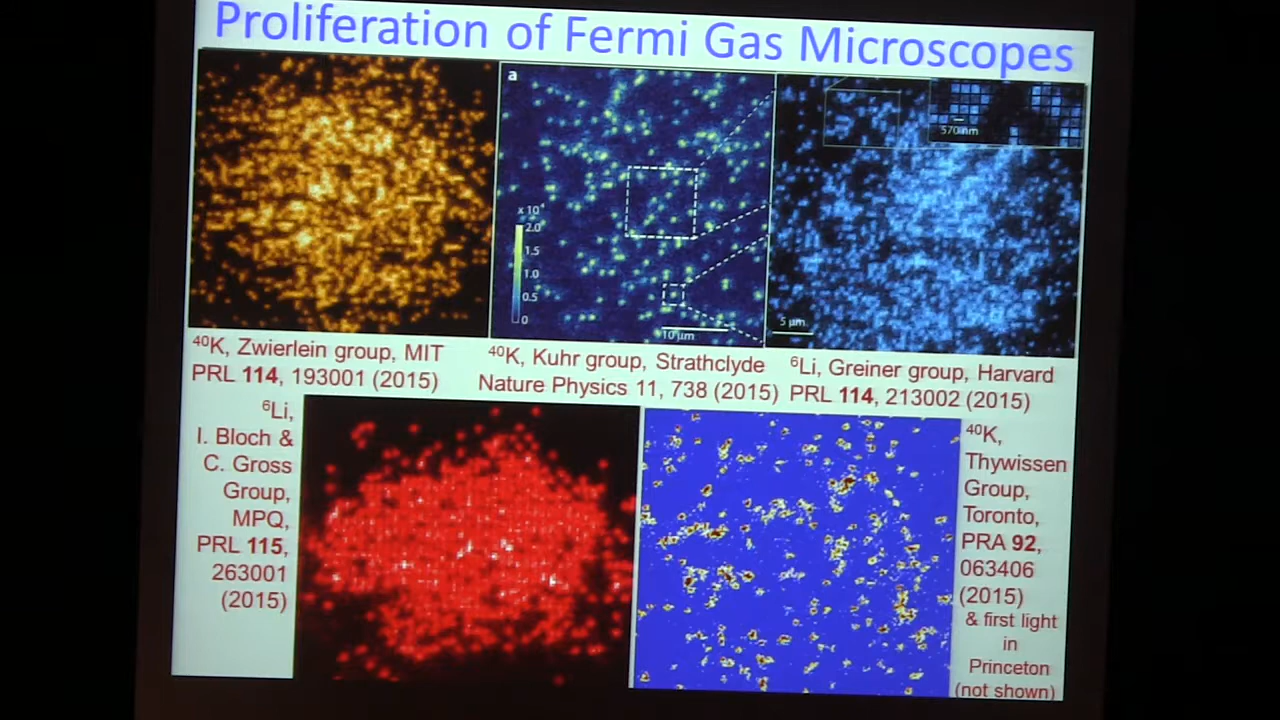 Proliferation of Fermi Gas Microscopes
a
570 nm
x 10⁴
2.0
1.5
1.0
0.5
0
10 μm
5 μm
⁴⁰K, Zwierlein group, MIT
PRL 114, 193001 (2015)
⁴⁰K, Kuhr group, Strathclyde
Nature Physics 11, 738 (2015)
⁶Li, Greiner group, Harvard
PRL 114, 213002 (2015)
⁶Li,
I. Bloch &
C. Gross
Group,
MPQ,
PRL 115,
263001
(2015)
⁴⁰K,
Thywissen
Group,
Toronto,
PRA 92,
063406
(2015)
& first light
in
Princeton
(not shown)